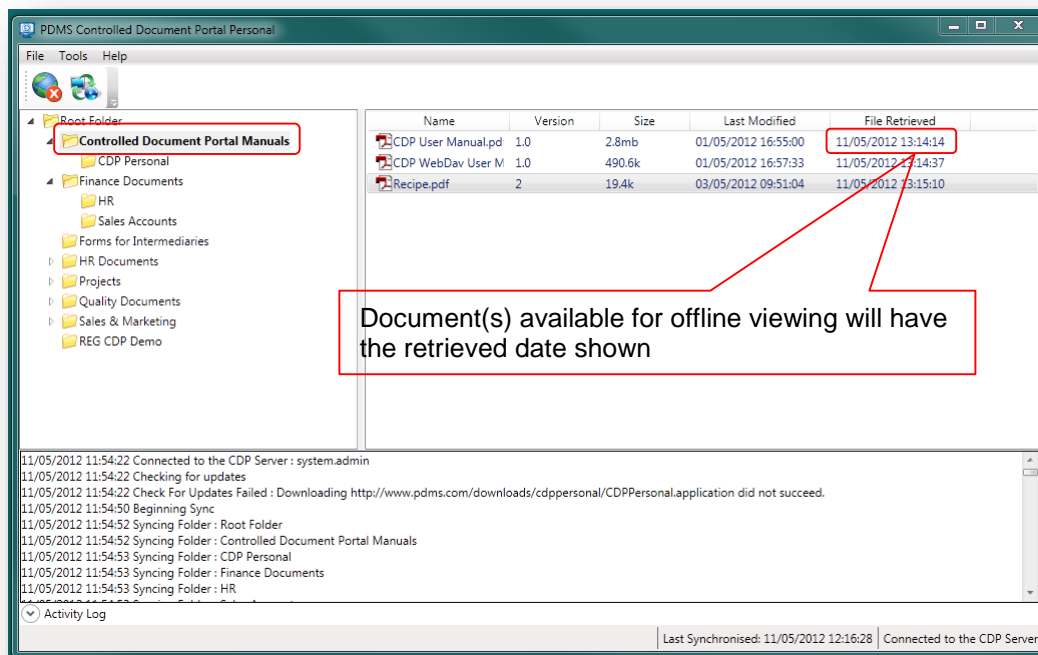 PDMS Controlled Document Portal Personal
File Tools Help
Root Folder
Controlled Document Portal Manuals
CDP Personal
Finance Documents
HR
Sales Accounts
Forms for Intermediaries
HR Documents
Projects
Quality Documents
Sales & Marketing
REG CDP Demo
Name Version Size Last Modified File Retrieved
CDP User Manual.pd 1.0 2.8mb 01/05/2012 16:55:00 11/05/2012 13:14:14
CDP WebDav User M 1.0 490.6k 01/05/2012 16:57:33 11/05/2012 13:14:37
Recipe.pdf 2 19.4k 03/05/2012 09:51:04 11/05/2012 13:15:10
Document(s) available for offline viewing will have
the retrieved date shown
11/05/2012 11:54:22 Connected to the CDP Server : system.admin
11/05/2012 11:54:22 Checking for updates
11/05/2012 11:54:22 Check For Updates Failed : Downloading http://www.pdms.com/downloads/cdppersonal/CDPPersonal.application did not succeed.
11/05/2012 11:54:50 Beginning Sync
11/05/2012 11:54:52 Syncing Folder : Root Folder
11/05/2012 11:54:52 Syncing Folder : Controlled Document Portal Manuals
11/05/2012 11:54:53 Syncing Folder : CDP Personal
11/05/2012 11:54:53 Syncing Folder : Finance Documents
11/05/2012 11:54:53 Syncing Folder : HR
Activity Log
Last Synchronised: 11/05/2012 12:16:28 Connected to the CDP Server